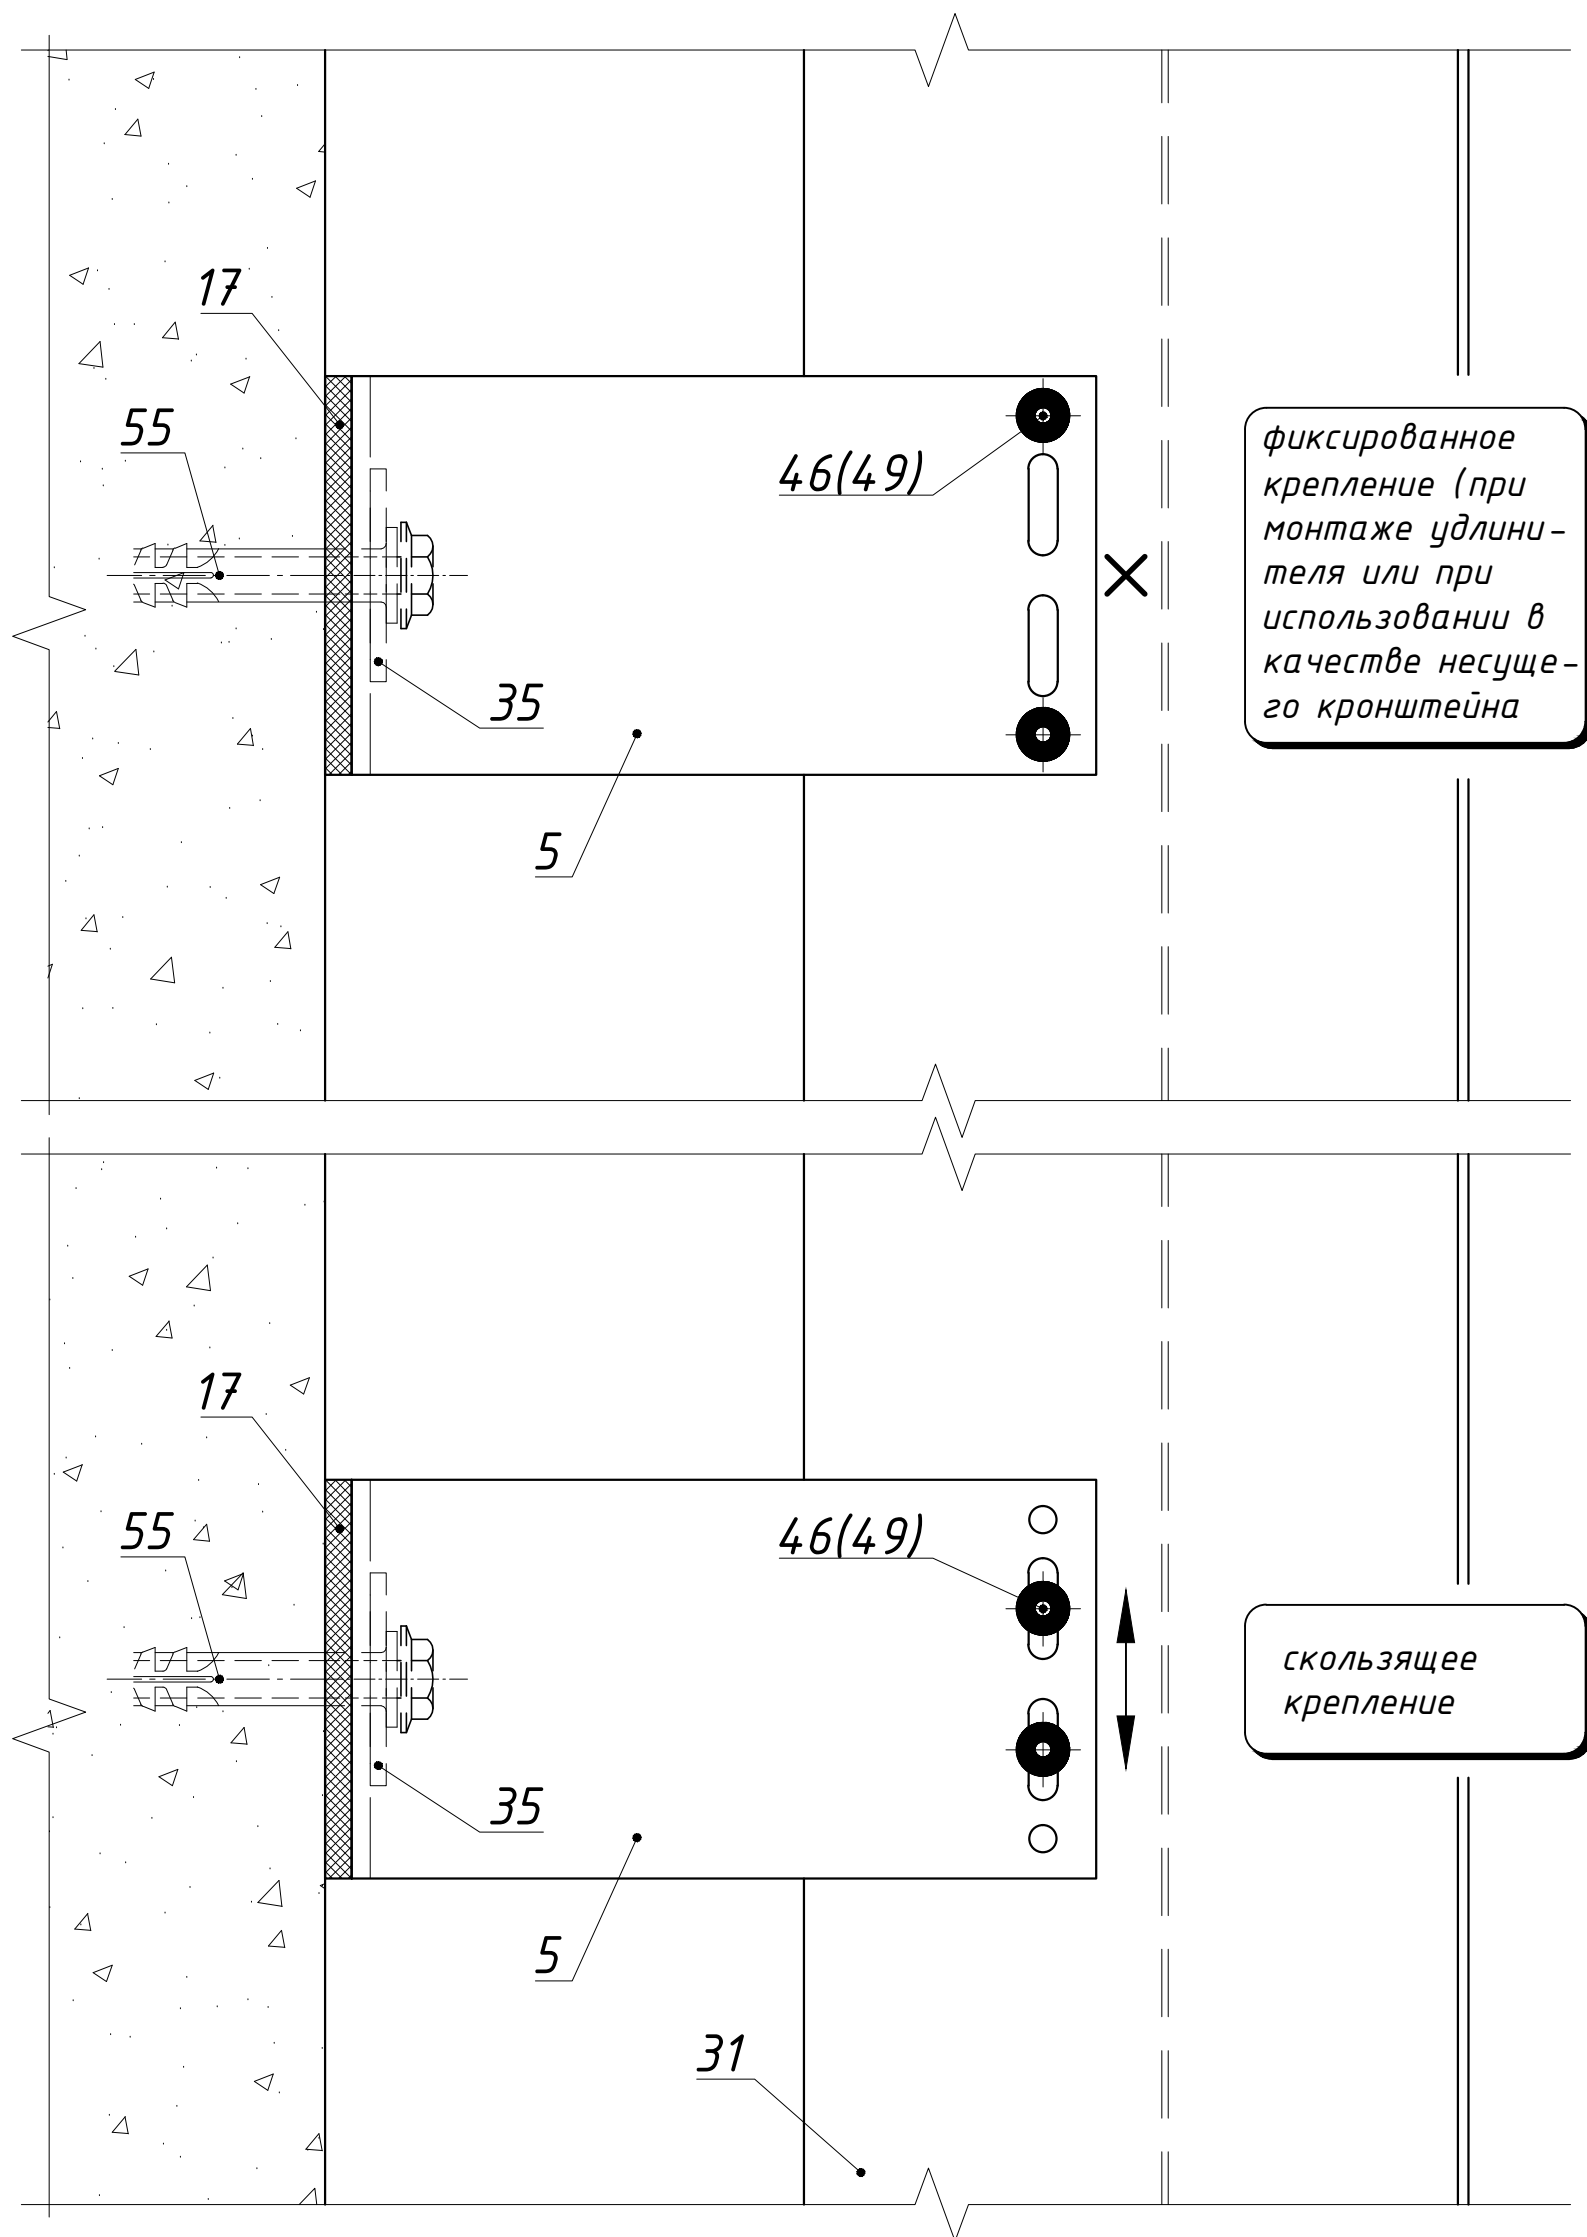 17
55
46(49)
фиксированное
крепление (при
монтаже удлини-
теля или при
использовании в
качестве несуще-
го кронштейна
35
5
17
55
46(49)
скользящее
крепление
35
5
31